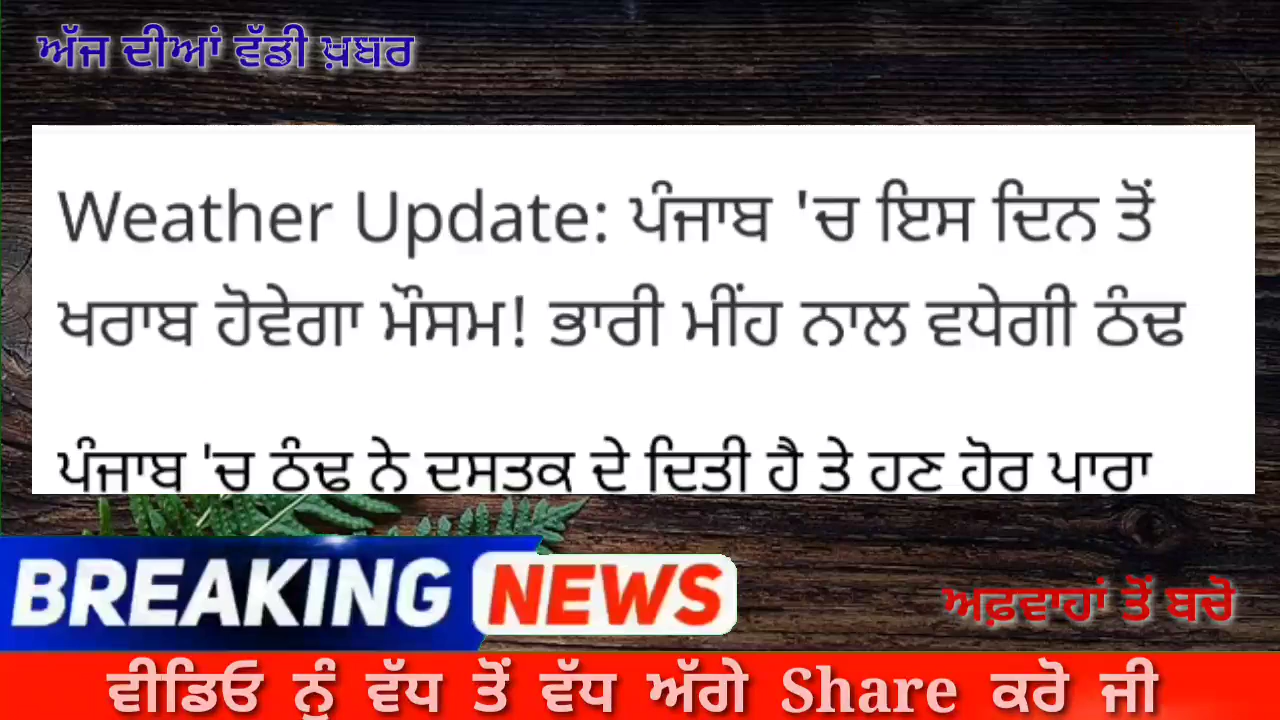 ਅੱਜ ਦੀਆਂ ਵੱਡੀ ਖ਼ਬਰ
Weather Update: ਪੰਜਾਬ 'ਚ ਇਸ ਦਿਨ ਤੋਂ
ਖਰਾਬ ਹੋਵੇਗਾ ਮੌਸਮ! ਭਾਰੀ ਮੀਂਹ ਨਾਲ ਵਧੇਗੀ ਠੰਢ
ਪੰਜਾਬ 'ਚ ਠੰਢ ਨੇ ਦਸਤਕ ਦੇ ਦਿਤੀ ਹੈ ਤੇ ਹਣ ਹੋਰ ਪਾਰਾ
BREAKING NEWS
ਅਫ਼ਵਾਹਾਂ ਤੋਂ ਬਚੋ
ਵੀਡਿਓ ਨੂੰ ਵੱਧ ਤੋਂ ਵੱਧ ਅੱਗੇ Share ਕਰੋ ਜੀ